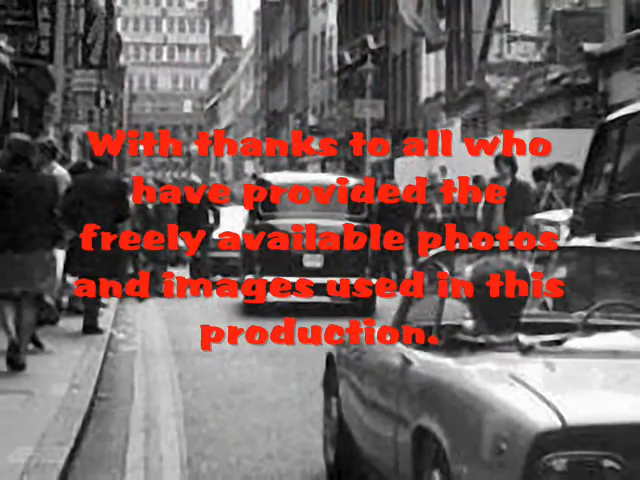 With thanks to all who
have provided the
freely available photos
and images used in this
production.